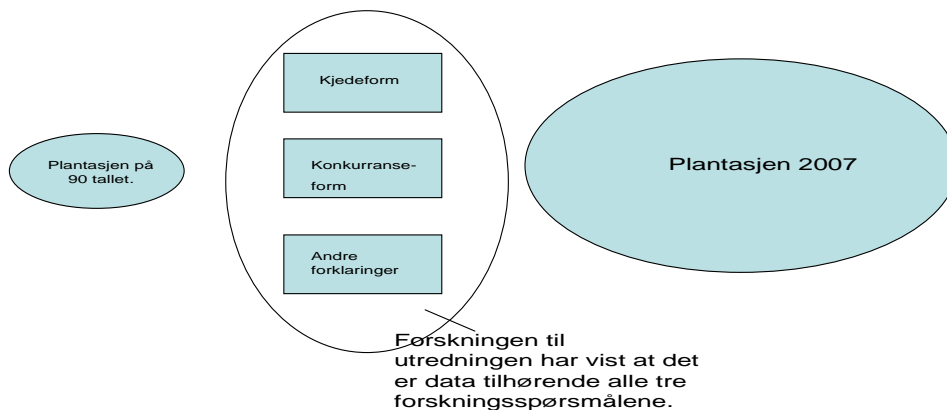 Plantasjen på
90 tallet.
Kjedeform
Konkurranse-
form
Andre
forklaringer
Plantasjen 2007
Forskningen til
utredningen har vist at det
er data tilhørende alle tre
forskningsspørsmålene.